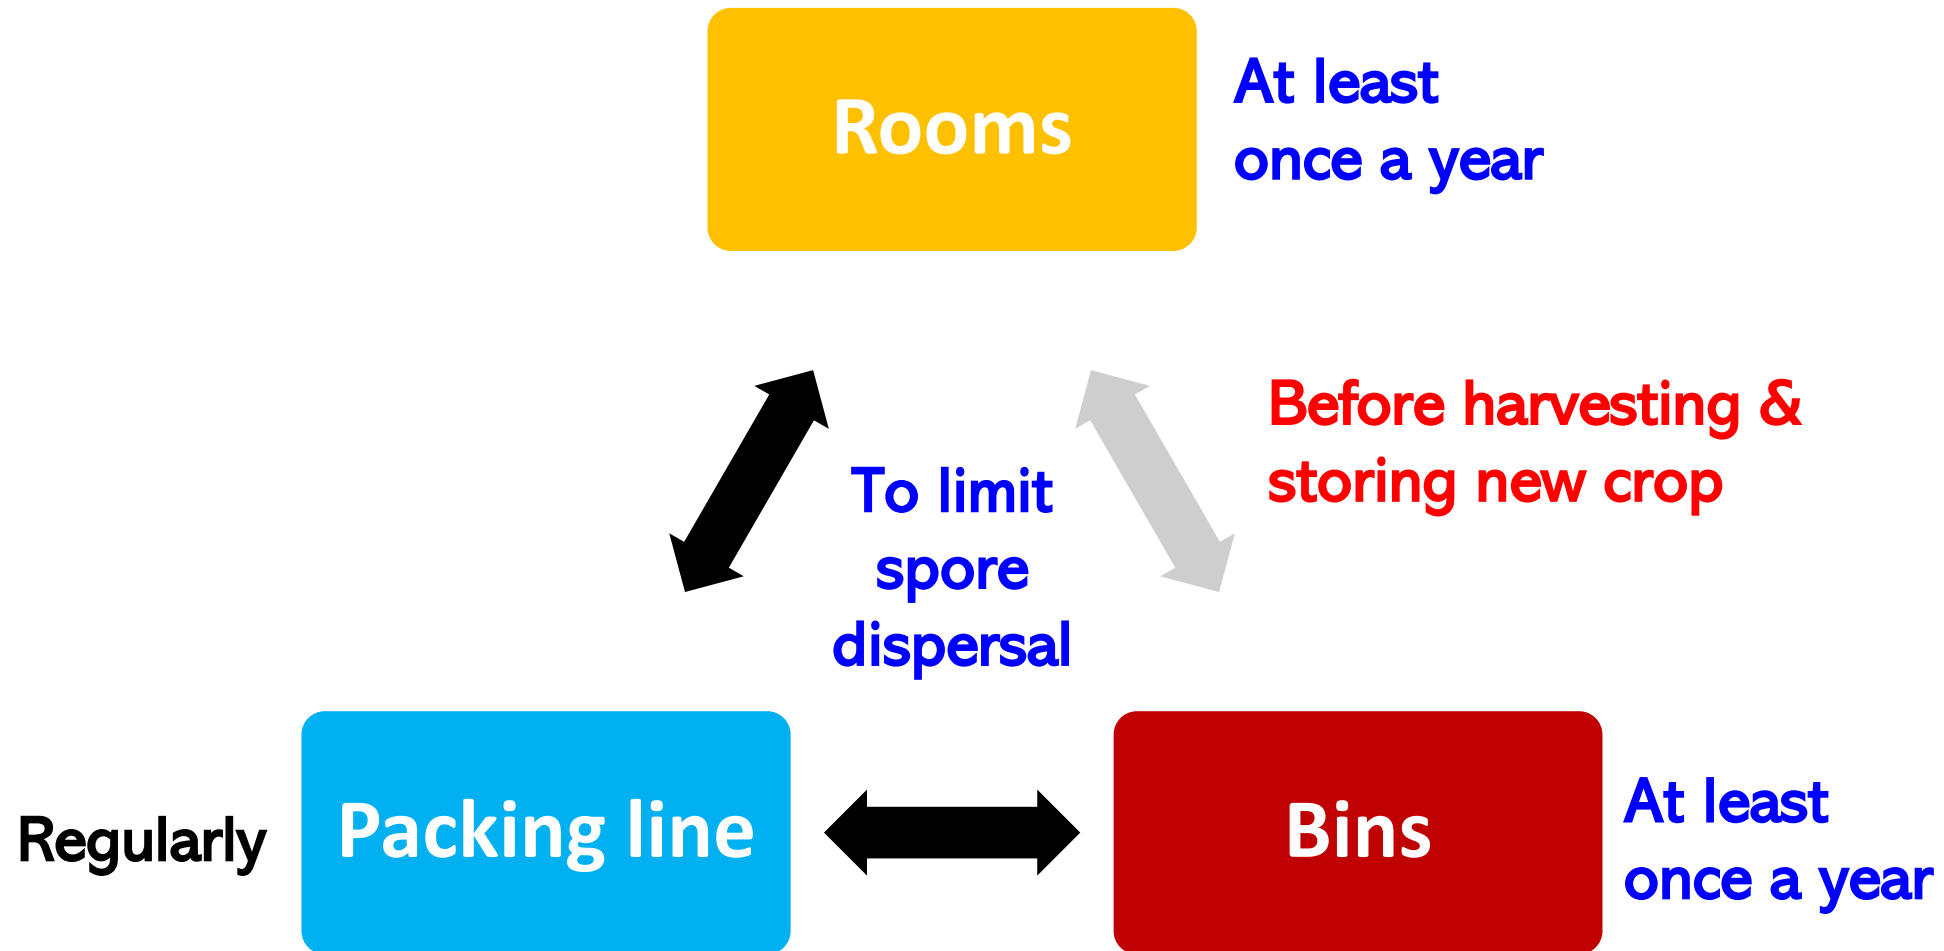 Rooms
At least
once a year
Before harvesting &
storing new crop
To limit
spore
dispersal
Regularly
Packing line
Bins
At least
once a year